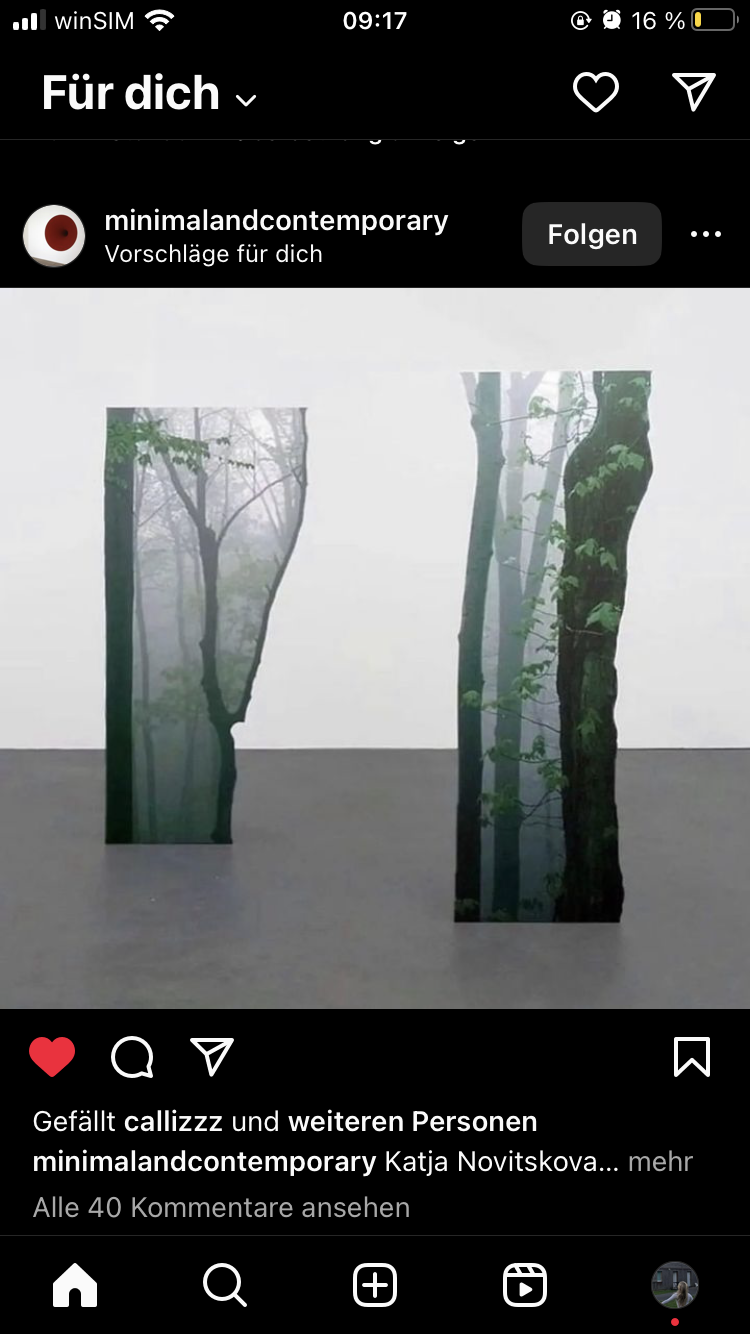 winSIM 09:17 16 %
Für dich
minimalandcontemporary Folgen
Vorschläge für dich
Gefällt callizzz und weiteren Personen
minimalandcontemporary Katja Novitskova... mehr
Alle 40 Kommentare ansehen